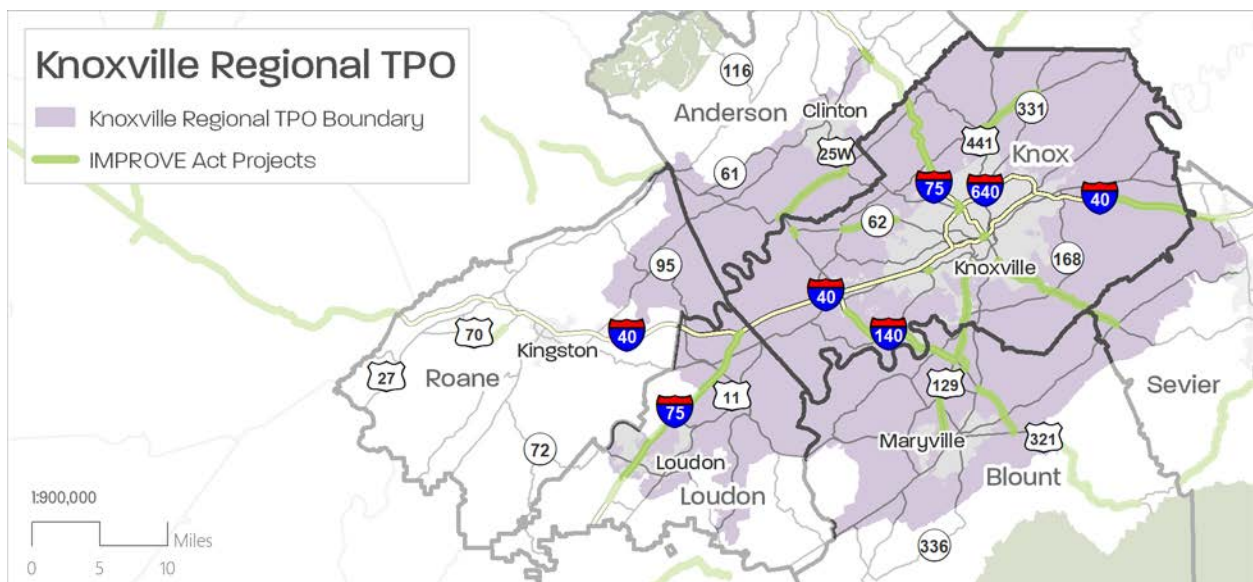 Knoxville Regional TPO
Knoxville Regional TPO Boundary
IMPROVE Act Projects
116
Anderson
Clinton
25W
61
331
441
Knox
75
640
40
62
95
Knoxville
168
40
70
Kingston
40
140
27
Roane
11
129
Sevier
75
Maryville
321
72
Loudon
Loudon
Blount
336
1:900,000
0 5 10
Miles